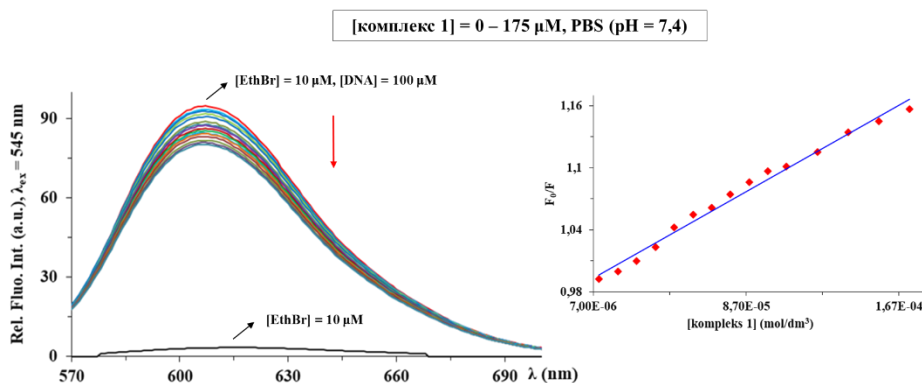 [комплекс 1] = 0 – 175 μM, PBS (pH = 7,4)
[EthBr] = 10 μM, [DNA] = 100 μM
Rel. Fluo. Int. (a.u.), λex = 545 nm
90
60
30
0
[EthBr] = 10 μM
570
600
630
660
690
λ (nm)
F0/F
1,16
1,1
1,04
0,98
7,00E-06
8,70E-05
1,67E-04
[kompleks 1] (mol/dm³)